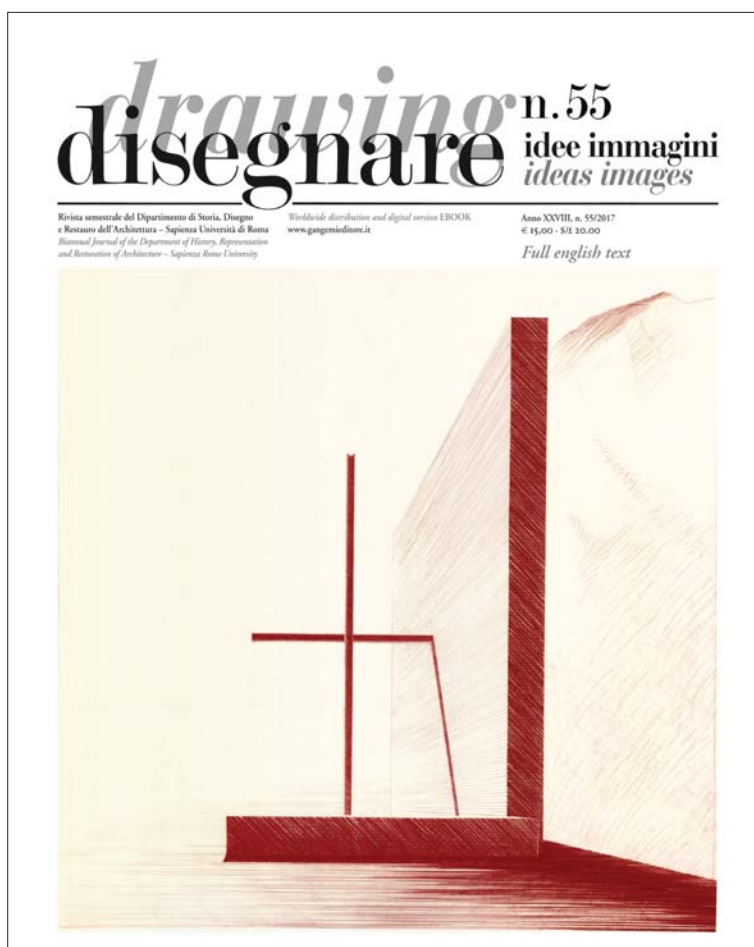 drawing
disegnare
n. 55
idee immagini
ideas images
Rivista semestrale del Dipartimento di Storia, Disegno
e Restauro dell'Architettura – Sapienza Università di Roma
Biannual Journal of the Department of History, Representation
and Restoration of Architecture – Sapienza Rome University
Worldwide distribution and digital version EBOOK
www.gangemieditore.it
Anno XXVIII, n. 55/2017
€ 15,00 - $/£ 20.00
Full english text